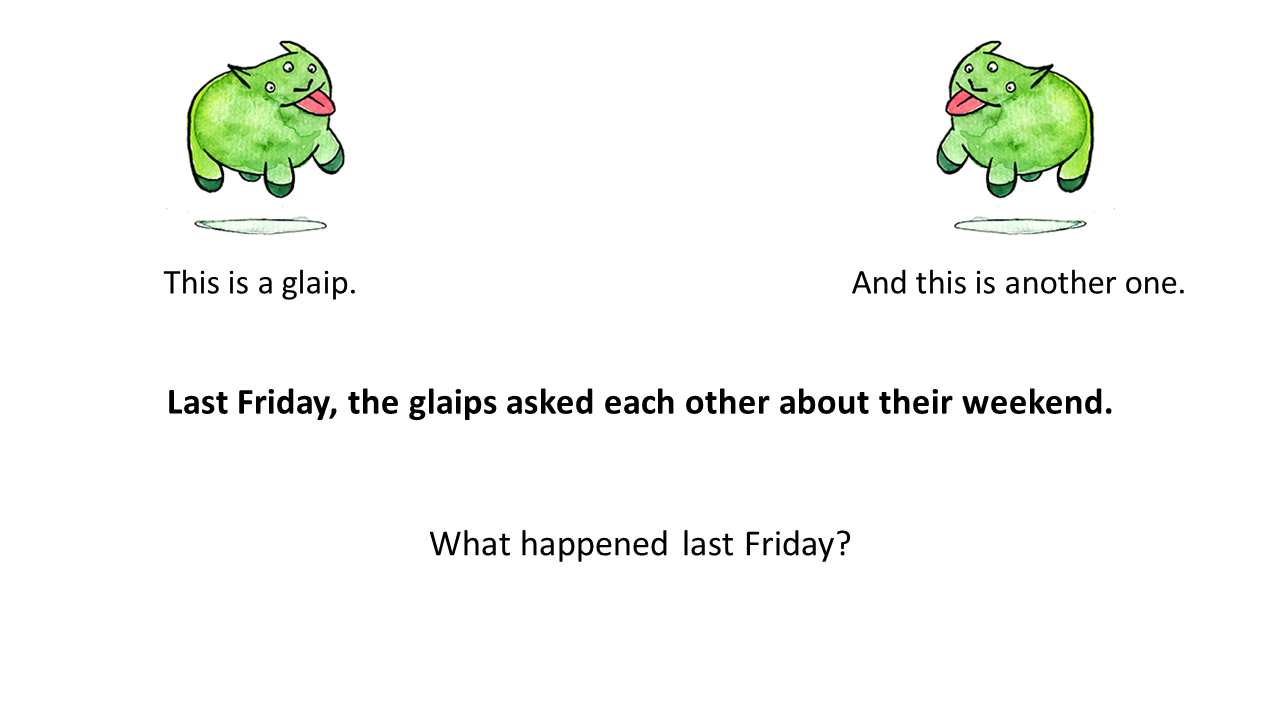 This is a glaip.
And this is another one.
Last Friday, the glaips asked each other about their weekend.
What happened last Friday?